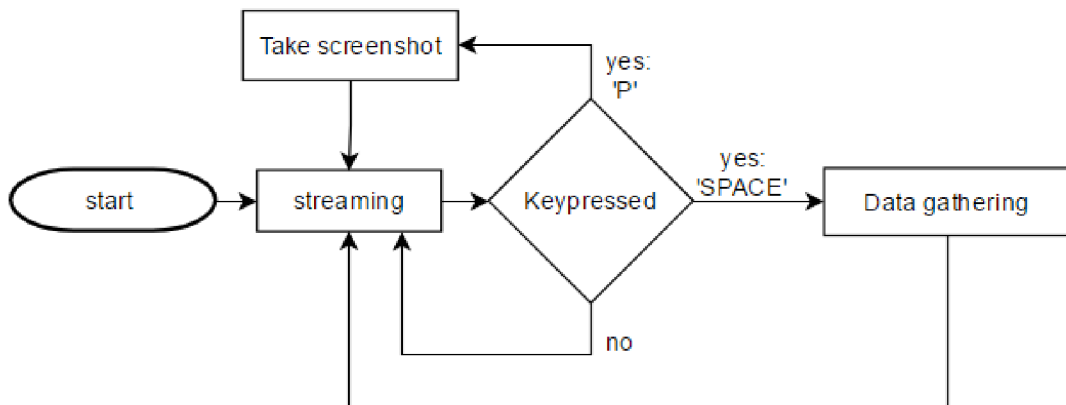 Take screenshot
yes:
'P'
start
streaming
Keypressed
yes:
'SPACE'
Data gathering
no